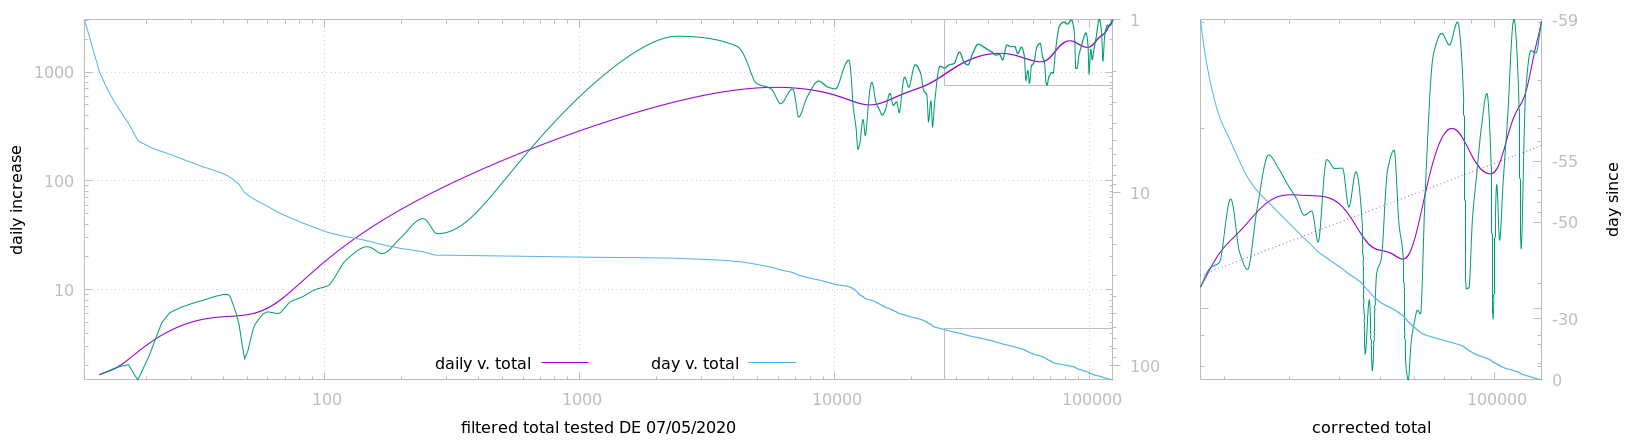 daily increase
1000
100
10
daily v. total
day v. total
100
1000
10000
100000
filtered total tested DE 07/05/2020
1
10
100
100000
corrected total
-59
-55
-50
-30
0
day since